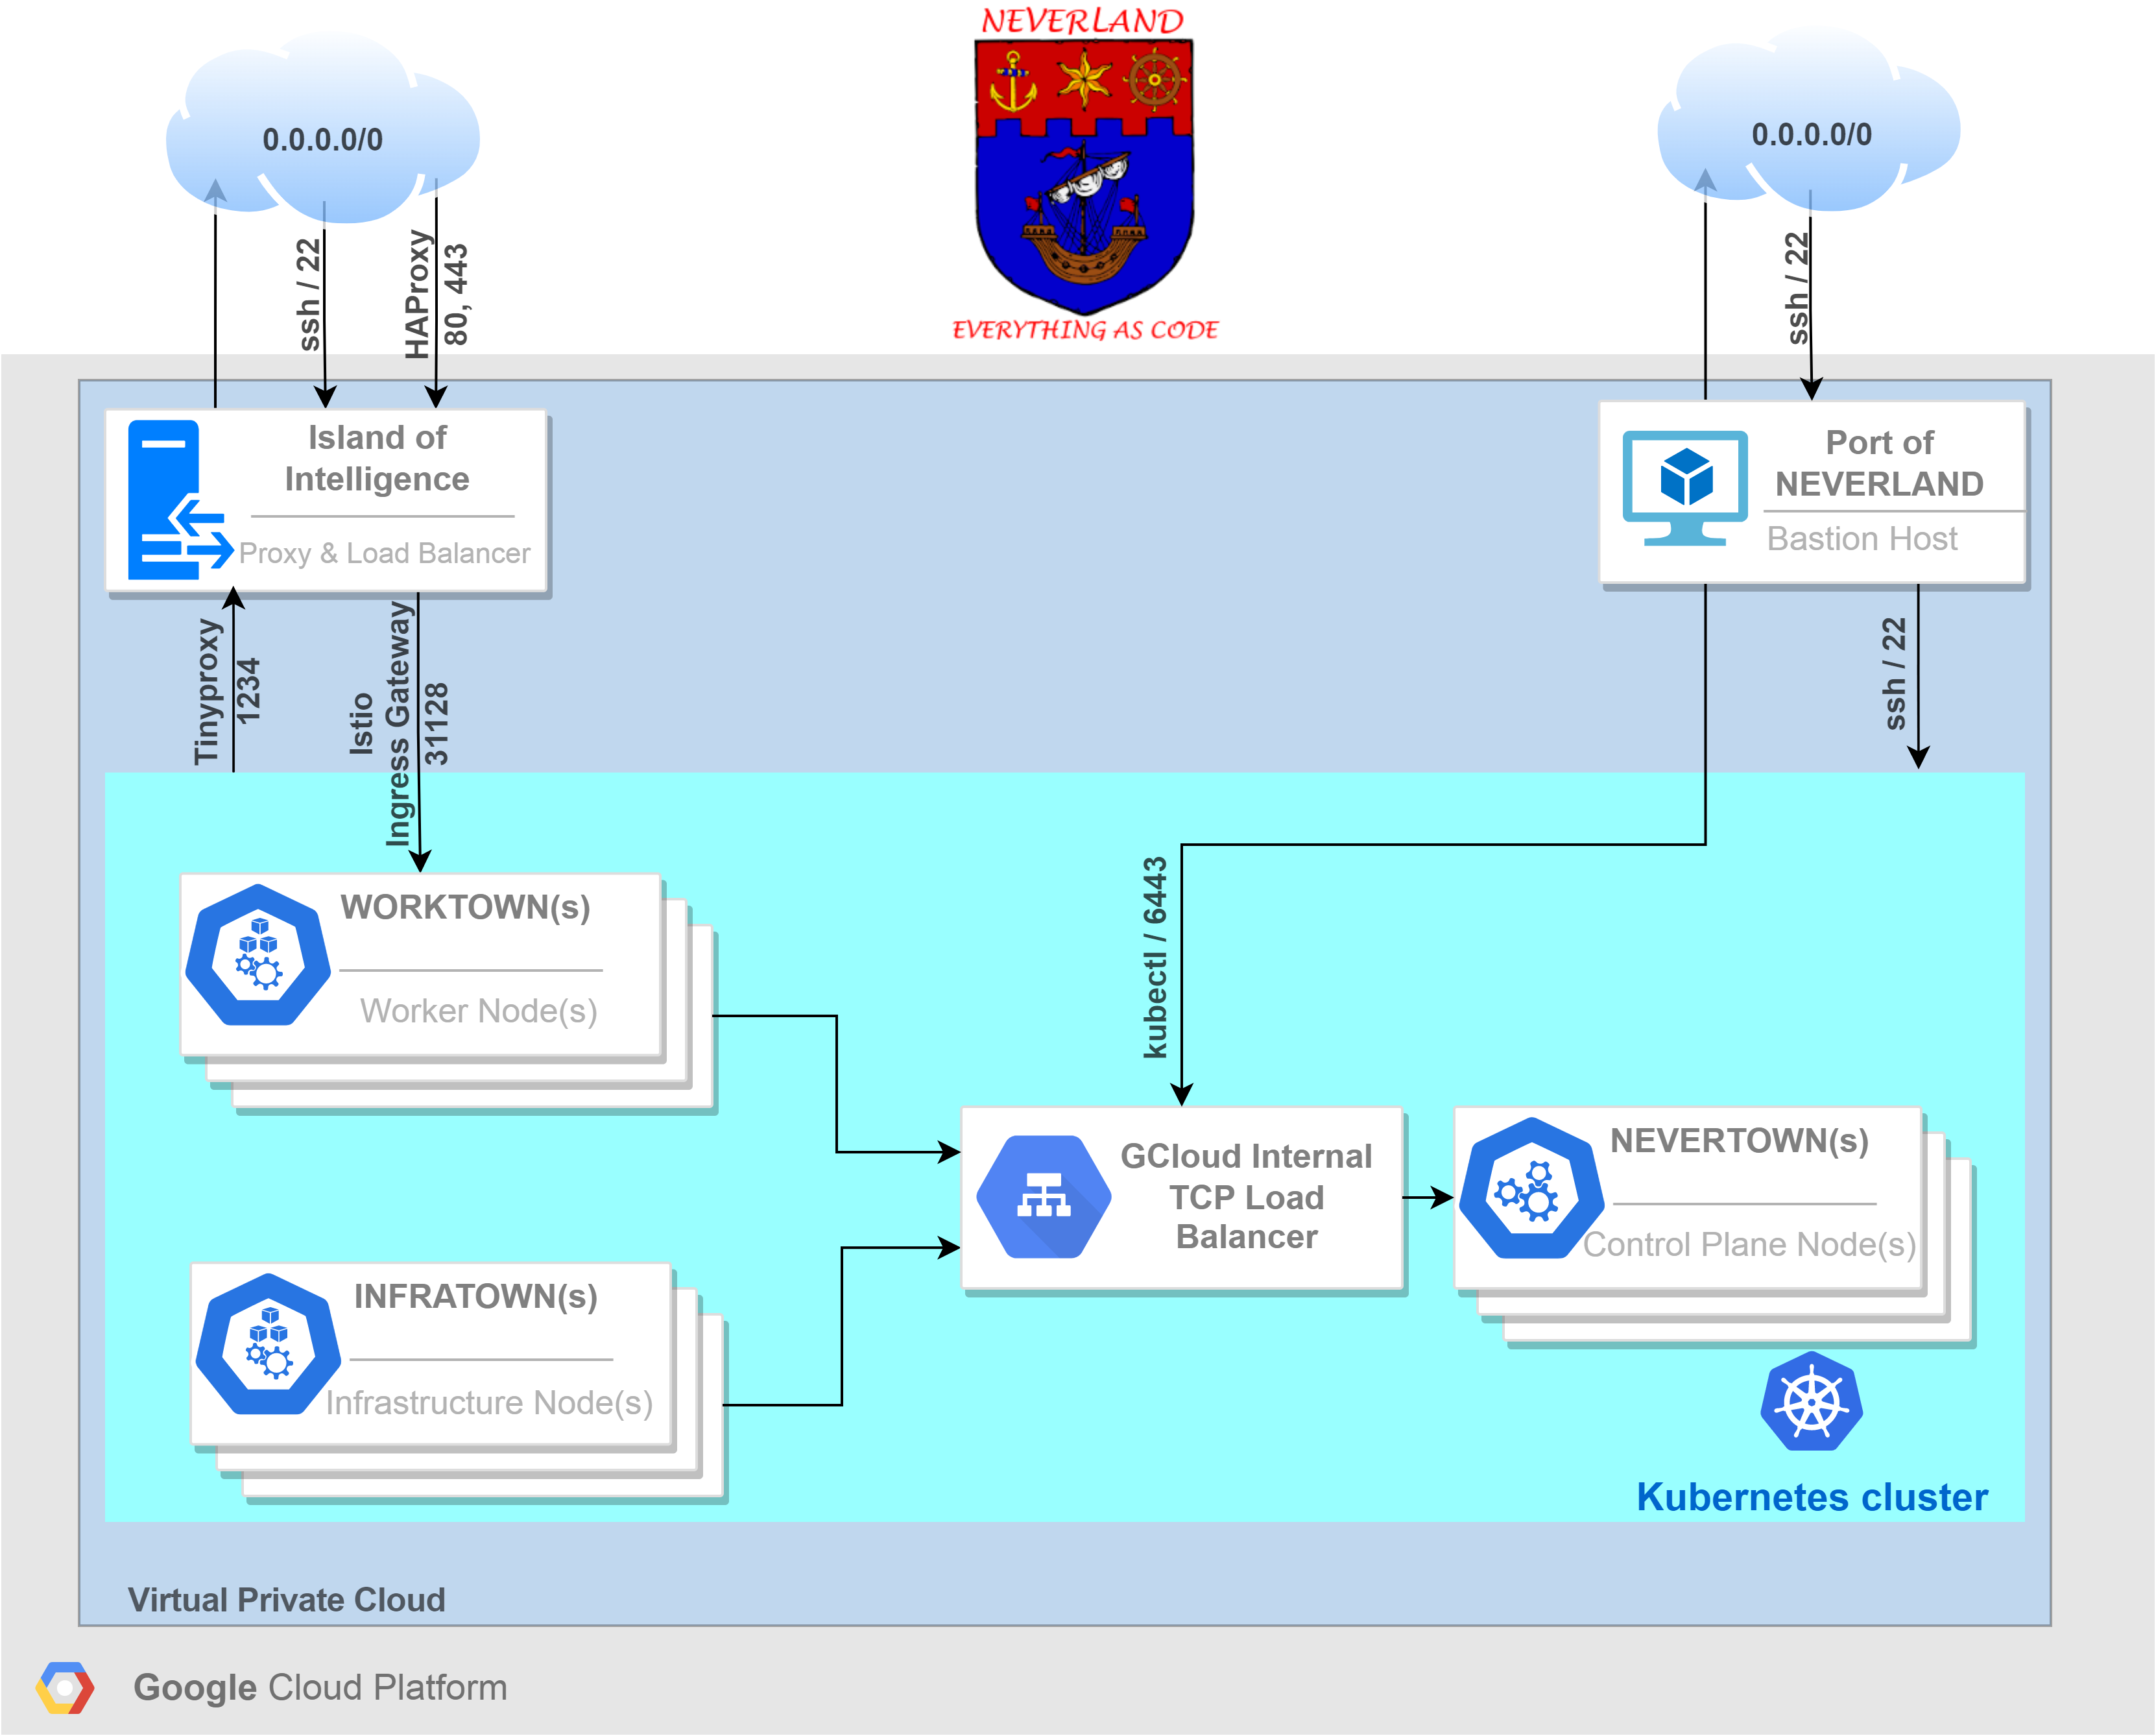 NEVERLAND
EVERYTHING AS CODE
0.0.0.0/0
0.0.0.0/0
ssh / 22
HAProxy
80, 443
ssh / 22
Island of
Intelligence
Proxy & Load Balancer
Port of
NEVERLAND
Bastion Host
Tinyproxy
1234
Istio
Ingress Gateway
31128
ssh / 22
kubectl / 6443
WORKTOWN(s)
Worker Node(s)
GCloud Internal
TCP Load
Balancer
NEVERTOWN(s)
Control Plane Node(s)
INFRATOWN(s)
Infrastructure Node(s)
Kubernetes cluster
Virtual Private Cloud
Google Cloud Platform